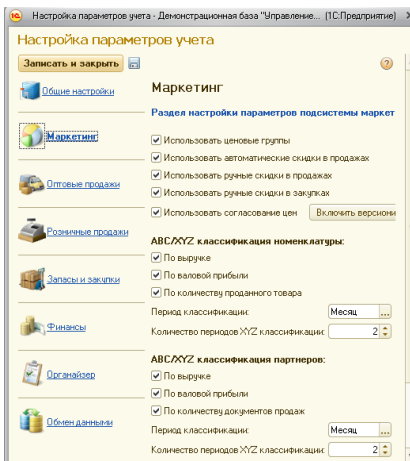 Настройка параметров учета - Демонстрационная база "Управление... (1С:Предприятие)
Настройка параметров учета
Записать и закрыть
Общие настройки
Маркетинг
Оптовые продажи
Розничные продажи
Запасы и закупки
Финансы
Органайзер
Обмен данными
Маркетинг
Раздел настройки параметров подсистемы маркет
Использовать ценовые группы
Использовать автоматические скидки в продажах
Использовать ручные скидки в продажах
Использовать ручные скидки в закупках
Использовать согласование цен Включить версиони
ABC/XYZ классификация номенклатуры:
По выручке
По валовой прибыли
По количеству проданного товара
Период классификации: Месяц ...
Количество периодов XYZ классификации: 2
ABC/XYZ классификация партнеров:
По выручке
По валовой прибыли
По количеству документов продаж
Период классификации: Месяц ...
Количество периодов XYZ классификации: 2